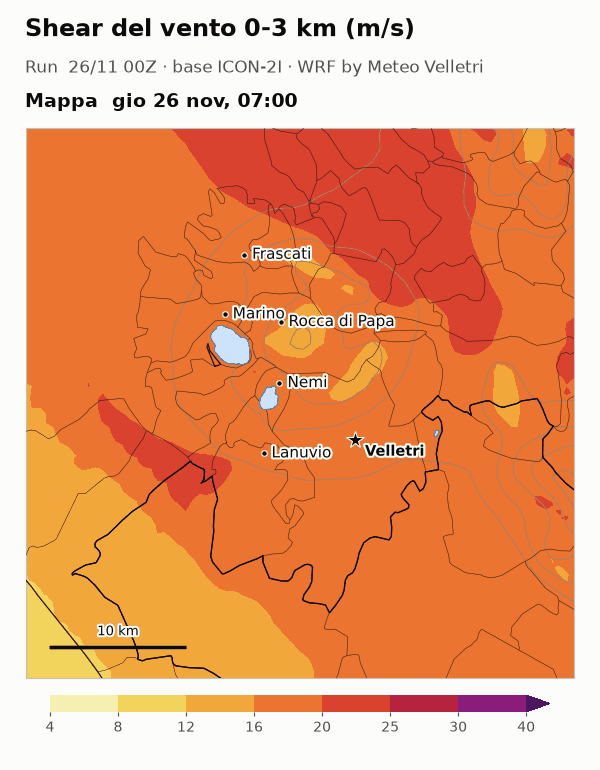 Shear del vento 0-3 km (m/s)
Run  26/11 00Z · base ICON-2I · WRF by Meteo Velletri
Mappa  gio 26 nov, 07:00
Frascati
Marino
Rocca di Papa
Nemi
Velletri
Lanuvio
10 km
4 8 12 16 20 25 30 40